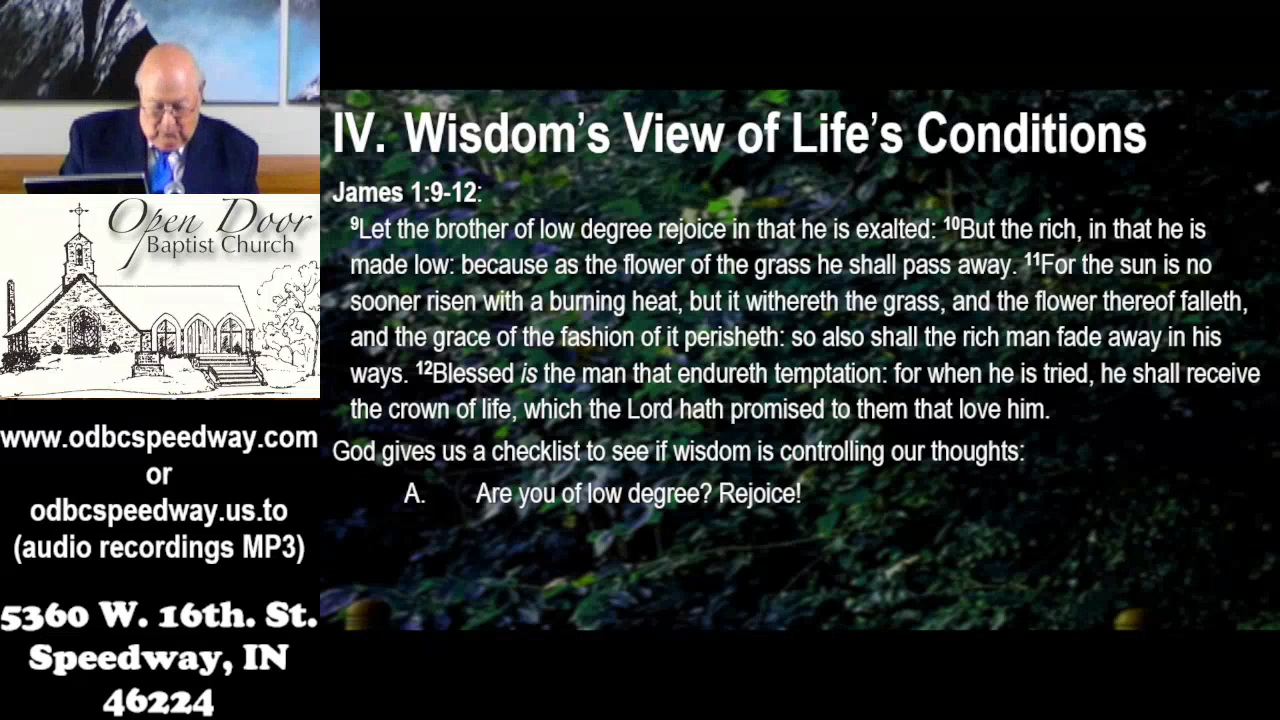 Open Door
Baptist Church
www.odbcspeedway.com
or
odbcspeedway.us.to
(audio recordings MP3)
5360 W. 16th. St.
Speedway, IN
46224
IV. Wisdom’s View of Life’s Conditions
James 1:9-12:
⁹Let the brother of low degree rejoice in that he is exalted: ¹⁰But the rich, in that he is
made low: because as the flower of the grass he shall pass away. ¹¹For the sun is no
sooner risen with a burning heat, but it withereth the grass, and the flower thereof falleth,
and the grace of the fashion of it perisheth: so also shall the rich man fade away in his
ways. ¹²Blessed is the man that endureth temptation: for when he is tried, he shall receive
the crown of life, which the Lord hath promised to them that love him.
God gives us a checklist to see if wisdom is controlling our thoughts:
A. Are you of low degree? Rejoice!